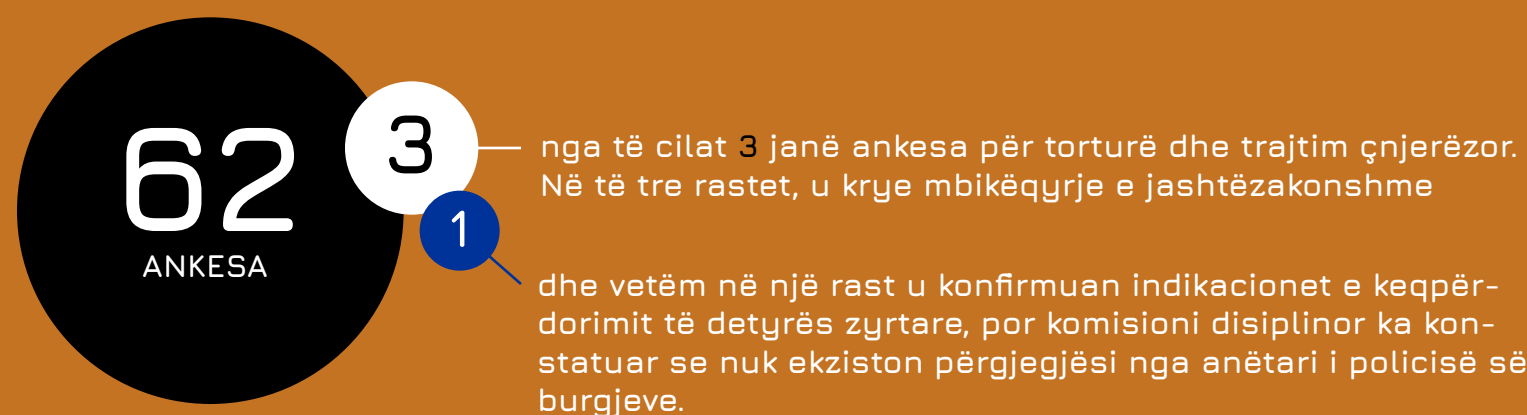 62
ANKESA
3
nga të cilat 3 janë ankesa për torturë dhe trajtim çnjerëzor.
Në të tre rastet, u krye mbikëqyrje e jashtëzakonshme
1
dhe vetëm në një rast u konfirmuan indikacionet e keqpër-
dorimit të detyrës zyrtare, por komisioni disiplinor ka kon-
statuar se nuk ekziston përgjegjësi nga anëtari i policisë së
burgjeve.